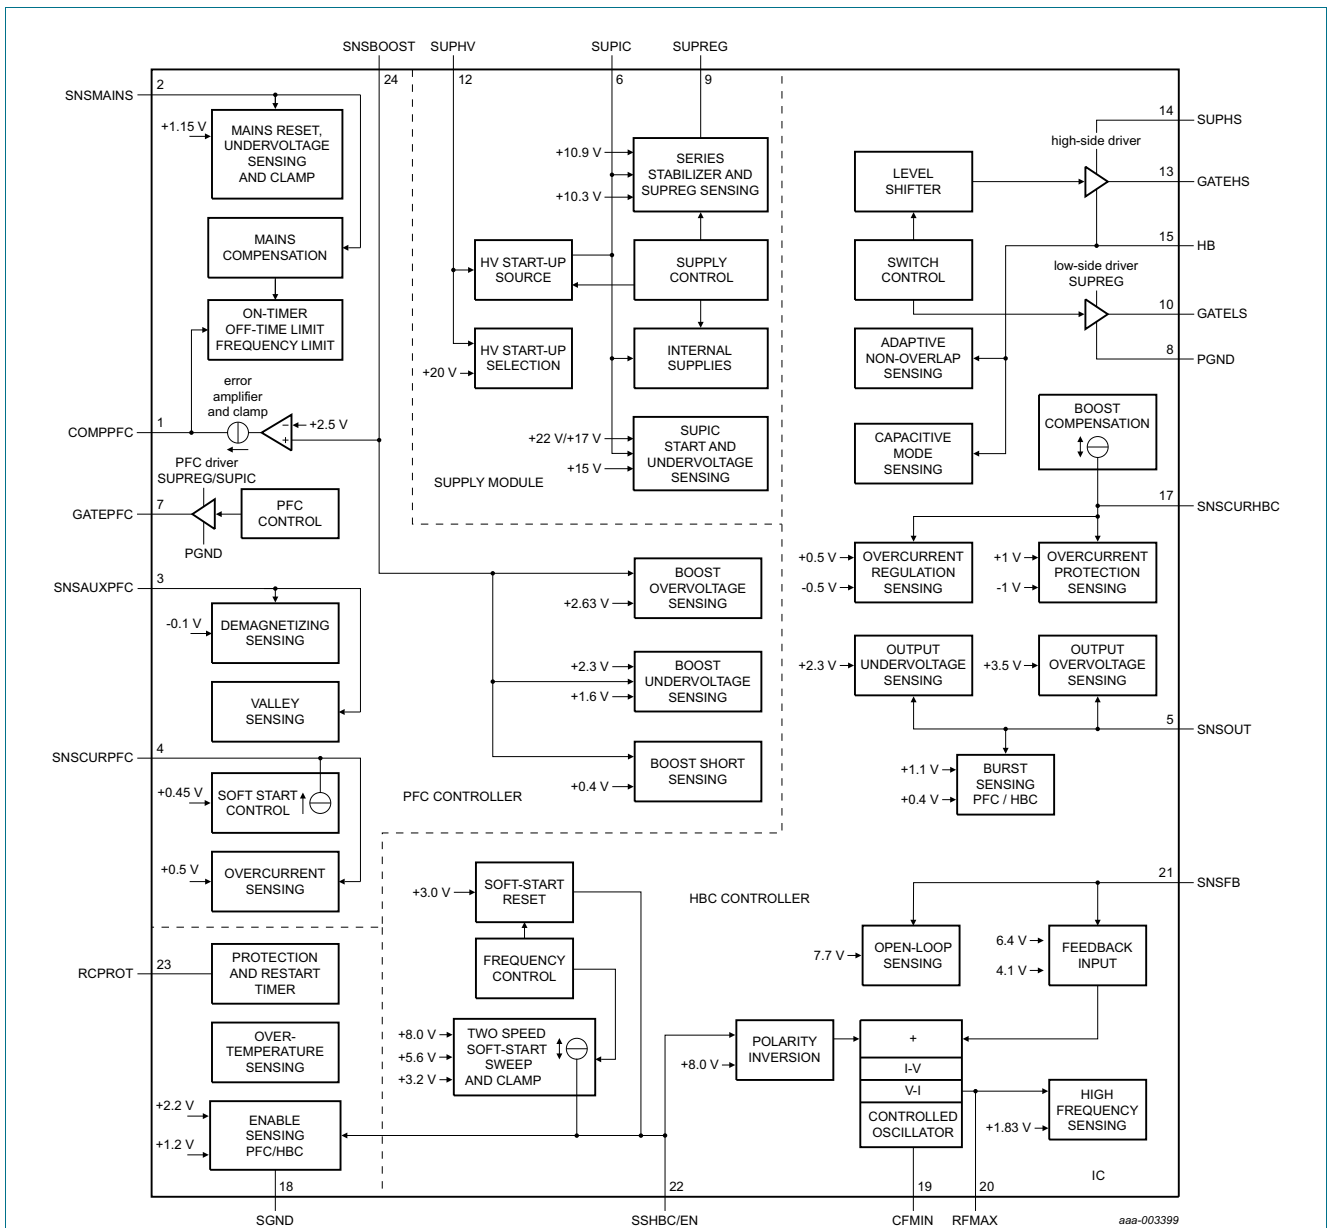 SNSBOOST
SUPHV
SUPIC
SUPREG
24
12
6
9
2
SNSMAINS
+1.15 V
MAINS RESET,
UNDERVOLTAGE
SENSING
AND CLAMP
MAINS
COMPENSATION
ON-TIMER
OFF-TIME LIMIT
FREQUENCY LIMIT
error
amplifier
and clamp
+2.5 V
−
+
1
COMPPFC
PFC driver
SUPREG/SUPIC
7
GATEPFC
PFC
CONTROL
PGND
3
SNSAUXPFC
-0.1 V
DEMAGNETIZING
SENSING
VALLEY
SENSING
4
SNSCURPFC
+0.45 V
SOFT START
CONTROL
+0.5 V
OVERCURRENT
SENSING
23
RCPROT
PROTECTION
AND RESTART
TIMER
OVER-
TEMPERATURE
SENSING
+2.2 V
+1.2 V
ENABLE
SENSING
PFC/HBC
18
SGND
+10.9 V
+10.3 V
SERIES
STABILIZER AND
SUPREG SENSING
HV START-UP
SOURCE
SUPPLY
CONTROL
HV START-UP
SELECTION
+20 V
INTERNAL
SUPPLIES
+22 V/+17 V
+15 V
SUPIC
START AND
UNDERVOLTAGE
SENSING
SUPPLY MODULE
BOOST
OVERVOLTAGE
SENSING
+2.63 V
+2.3 V
+1.6 V
BOOST
UNDERVOLTAGE
SENSING
BOOST SHORT
SENSING
+0.4 V
PFC CONTROLLER
+3.0 V
SOFT-START
RESET
FREQUENCY
CONTROL
+8.0 V
+5.6 V
+3.2 V
TWO SPEED
SOFT-START
SWEEP
AND CLAMP
22
SSHBC/EN
HBC CONTROLLER
POLARITY
INVERSION
+8.0 V
+
I-V
V-I
CONTROLLED
OSCILLATOR
19
20
CFMIN
RFMAX
HIGH
FREQUENCY
SENSING
+1.83 V
IC
7.7 V
OPEN-LOOP
SENSING
6.4 V
4.1 V
FEEDBACK
INPUT
21
SNSFB
14
SUPHS
high-side driver
LEVEL
SHIFTER
13
GATEHS
15
HB
SWITCH
CONTROL
low-side driver
SUPREG
10
GATELS
8
PGND
ADAPTIVE
NON-OVERLAP
SENSING
CAPACITIVE
MODE
SENSING
BOOST
COMPENSATION
17
SNSCURHBC
+0.5 V
-0.5 V
OVERCURRENT
REGULATION
SENSING
+1 V
-1 V
OVERCURRENT
PROTECTION
SENSING
+2.3 V
OUTPUT
UNDERVOLTAGE
SENSING
+3.5 V
OUTPUT
OVERVOLTAGE
SENSING
5
SNSOUT
+1.1 V
+0.4 V
BURST
SENSING
PFC / HBC
aaa-003399